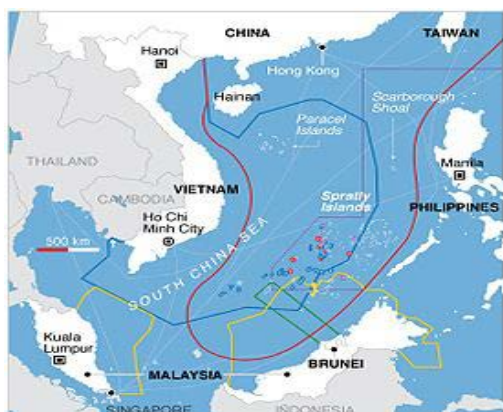 CHINA
TAIWAN
Hanoi
Hong Kong
Hainan
Scarborough
Shoal
Paracel
Islands
THAILAND
Manila
VIETNAM
CAMBODIA
Spratly
Islands
PHILIPPINES
Ho Chi
Minh City
500 km
SOUTH CHINA SEA
Kuala
Lumpur
BRUNEI
MALAYSIA
SINGAPORE
INDONESIA